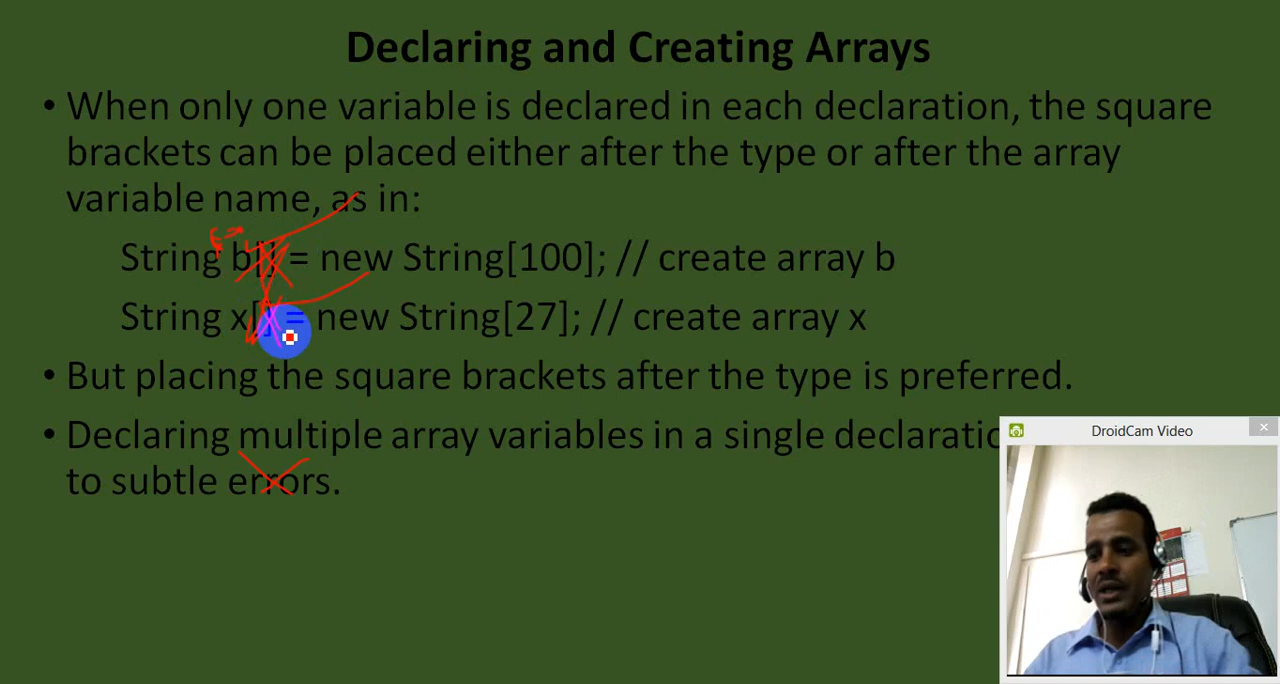 Declaring and Creating Arrays
• When only one variable is declared in each declaration, the square
brackets can be placed either after the type or after the array
variable name, as in:
String b[] = new String[100]; // create array b
String x[] = new String[27]; // create array x
• But placing the square brackets after the type is preferred.
• Declaring multiple array variables in a single declaratio
to subtle errors.
DroidCam Video